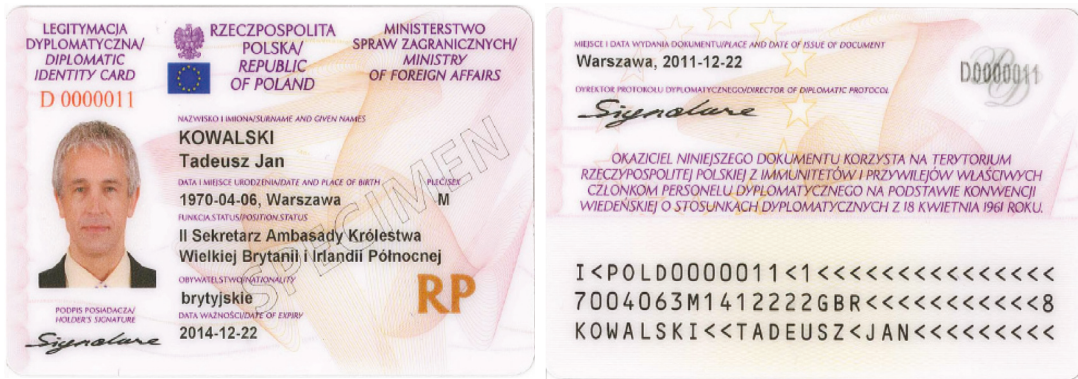 LEGITYMACJA
DYPLOMATYCZNA/
DIPLOMATIC
IDENTITY CARD
D 0000011
RZECZPOSPOLITA
POLSKA/
REPUBLIC
OF POLAND
MINISTERSTWO
SPRAW ZAGRANICZNYCH/
MINISTRY
OF FOREIGN AFFAIRS
NAZWISKO I IMIONA/SURNAME AND GIVEN NAMES
KOWALSKI
Tadeusz Jan
DATA I MIEJSCE URODZENIA/DATE AND PLACE OF BIRTH PŁEĆ/SEX
1970-04-06, Warszawa M
FUNKCJA.STATUS/POSITION.STATUS
II Sekretarz Ambasady Królestwa
Wielkiej Brytanii i Irlandii Północnej
OBYWATELSTWO/NATIONALITY
brytyjskie
DATA WAŻNOŚCI/DATE OF EXPIRY
2014-12-22
RP
SPECIMEN
PODPIS POSIADACZA/
HOLDER'S SIGNATURE
Signature
MIEJSCE I DATA WYDANIA DOKUMENTU/PLACE AND DATE OF ISSUE OF DOCUMENT
Warszawa, 2011-12-22
D0000011
DYREKTOR PROTOKOŁU DYPLOMATYCZNEGO/DIRECTOR OF DIPLOMATIC PROTOCOL
Signature
OKAZICIEL NINIEJSZEGO DOKUMENTU KORZYSTA NA TERYTORIUM
RZECZYPOSPOLITEJ POLSKIEJ Z IMMUNITETÓW I PRZYWILEJÓW WŁAŚCIWYCH
CZŁONKOM PERSONELU DYPLOMATYCZNEGO NA PODSTAWIE KONWENCJI
WIEDEŃSKIEJ O STOSUNKACH DYPLOMATYCZNYCH Z 18 KWIETNIA 1961 ROKU.
I<POLD0000011<1<<<<<<<<<<<<<<<
7004063M1412222GBR<<<<<<<<<<<8
KOWALSKI<<TADEUSZ<JAN<<<<<<<<<